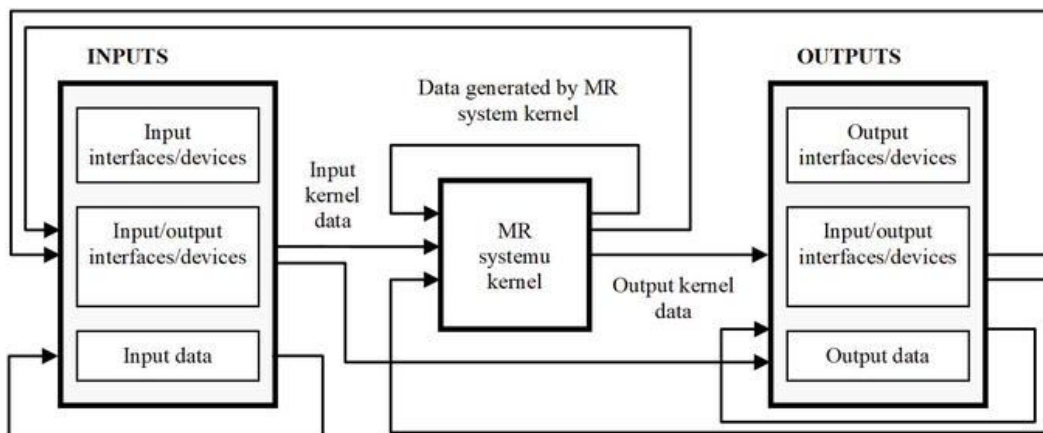 INPUTS
Input
interfaces/devices
Input/output
interfaces/devices
Input data
Input
kernel
data
Data generated by MR
system kernel
MR
systemu
kernel
Output kernel
data
OUTPUTS
Output
interfaces/devices
Input/output
interfaces/devices
Output data